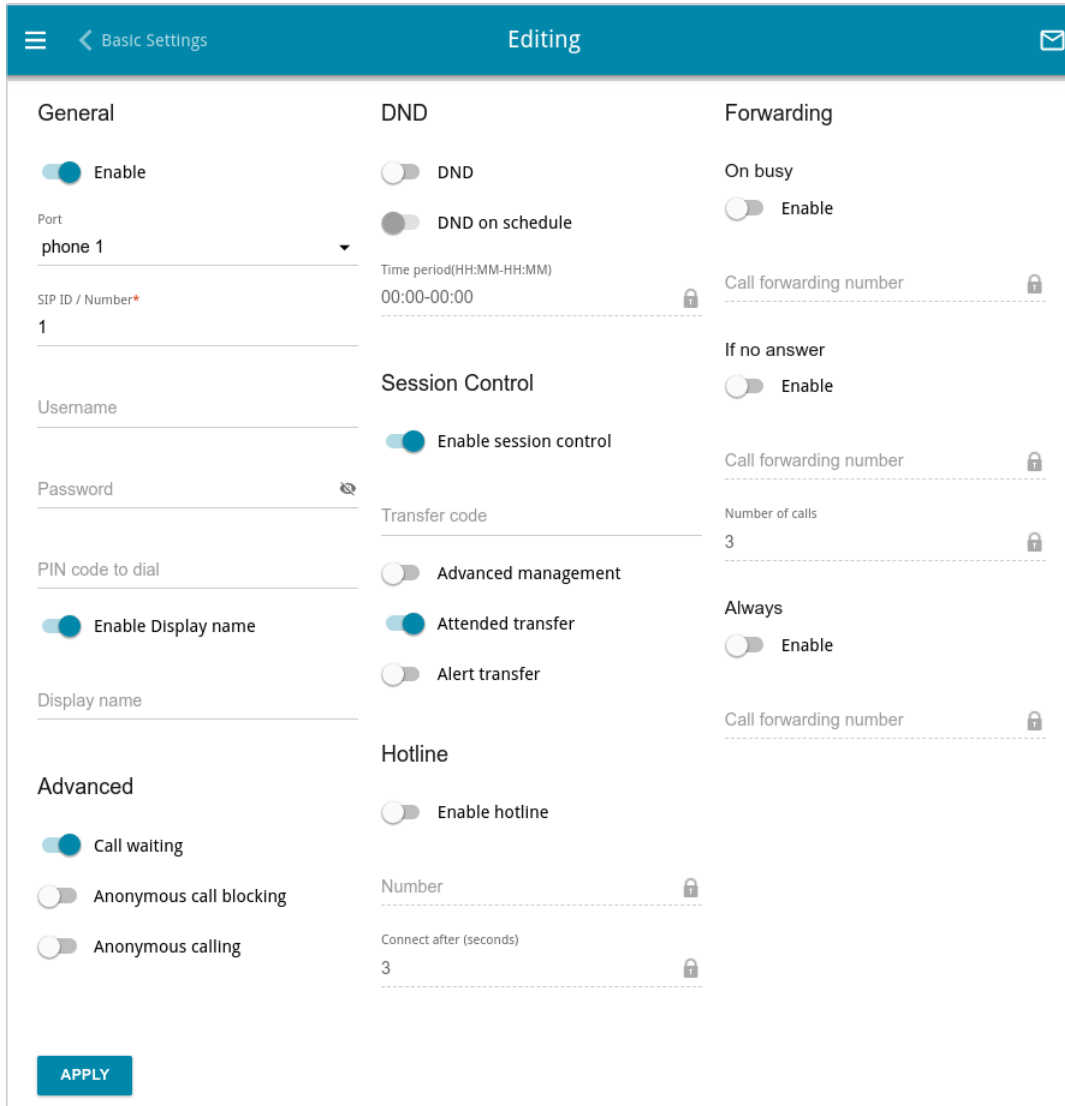 Basic Settings
Editing
General
Enable
Port
phone 1
SIP ID / Number*
1
Username
Password
PIN code to dial
Enable Display name
Display name
Advanced
Call waiting
Anonymous call blocking
Anonymous calling
APPLY
DND
DND
DND on schedule
Time period(HH:MM-HH:MM)
00:00-00:00
Session Control
Enable session control
Transfer code
Advanced management
Attended transfer
Alert transfer
Hotline
Enable hotline
Number
Connect after (seconds)
3
Forwarding
On busy
Enable
Call forwarding number
If no answer
Enable
Call forwarding number
Number of calls
3
Always
Enable
Call forwarding number